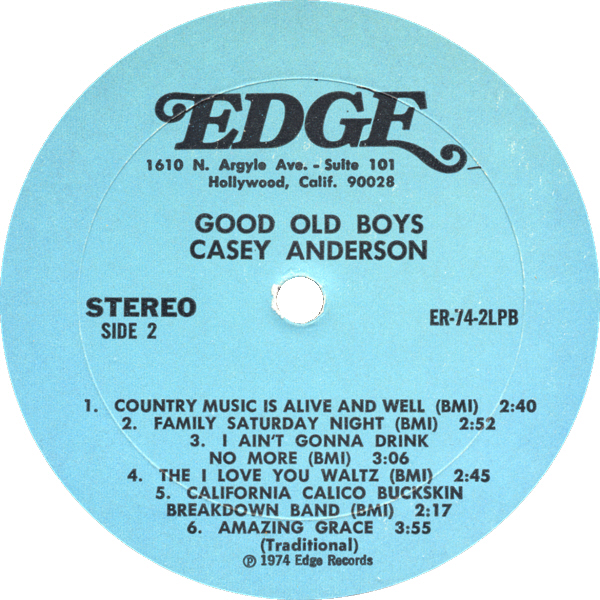 EDGE
1610 N. Argyle Ave. - Suite 101
Hollywood, Calif. 90028
GOOD OLD BOYS
CASEY ANDERSON
STEREO
SIDE 2
ER-74-2LPB
1. COUNTRY MUSIC IS ALIVE AND WELL (BMI) 2:40
2. FAMILY SATURDAY NIGHT (BMI) 2:52
3. I AIN'T GONNA DRINK
NO MORE (BMI) 3:06
4. THE I LOVE YOU WALTZ (BMI) 2:45
5. CALIFORNIA CALICO BUCKSKIN
BREAKDOWN BAND (BMI) 2:17
6. AMAZING GRACE 3:55
(Traditional)
℗ 1974 Edge Records